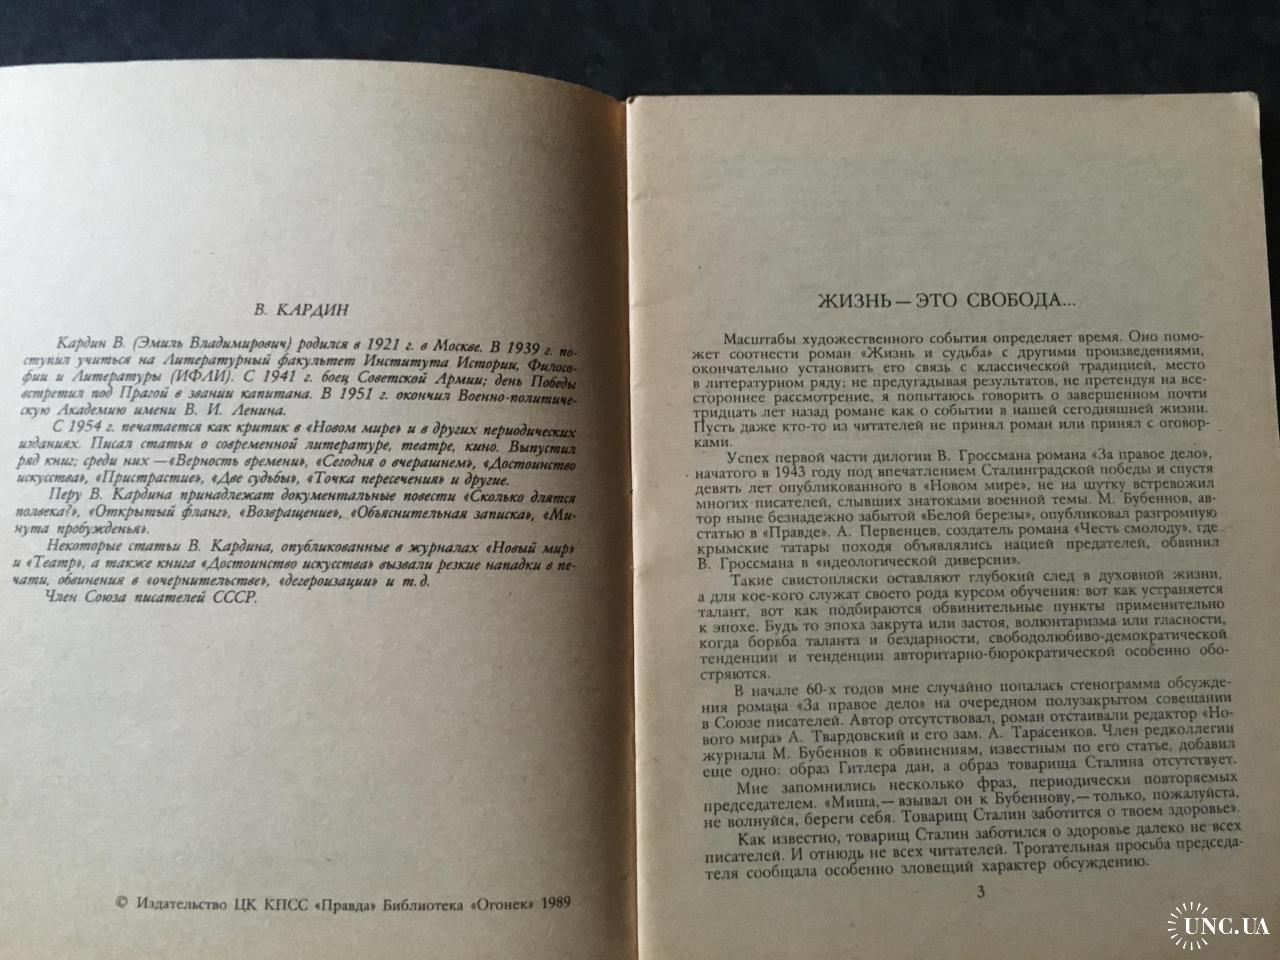 В. КАРДИН
Кардин В. (Эмиль Владимирович) родился в 1921 г. в Москве. В 1939 г. по-
ступил учиться на Литературный факультет Института Истории, Филосо-
фии и Литературы (ИФЛИ). С 1941 г. боец Советской Армии; день Победы
встретил под Прагой в звании капитана. В 1951 г. окончил Военно-политиче-
скую Академию имени В. И. Ленина.
С 1954 г. печатается как критик в «Новом мире» и в других периодических
изданиях. Писал статьи о современной литературе, театре, кино. Выпустил
ряд книг; среди них — «Верность времени», «Сегодня о вчерашнем», «Достоинство
искусства», «Пристрастие», «Две судьбы», «Точка пересечения» и другие.
Перу В. Кардина принадлежат документальные повести «Сколько длятся
полвека?», «Открытый фланг», «Возвращение», «Объяснительная записка», «Ми-
нута пробужденья».
Некоторые статьи В. Кардина, опубликованные в журналах «Новый мир»
и «Театр», а также книга «Достоинство искусства» вызвали резкие нападки в пе-
чати, обвинения в «очернительстве», «дегероизации» и т. д.
Член Союза писателей СССР.
© Издательство ЦК КПСС «Правда» Библиотека «Огонек» 1989
ЖИЗНЬ — ЭТО СВОБОДА...
Масштабы художественного события определяет время. Оно помо-
жет соотнести роман «Жизнь и судьба» с другими произведениями,
окончательно установить его связь с классической традицией, место
в литературном ряду; не предугадывая результатов, не претендуя на все-
стороннее рассмотрение, я попытаюсь говорить о завершенном почти
тридцать лет назад романе как о событии в нашей сегодняшней жизни.
Пусть даже кто-то из читателей не принял роман или принял с оговор-
ками.
Успех первой части дилогии В. Гроссмана романа «За правое дело»,
начатого в 1943 году под впечатлением Сталинградской победы и спустя
девять лет опубликованного в «Новом мире», не на шутку встревожил
многих писателей, слывших знатоками военной темы. М. Бубеннов, ав-
тор ныне безнадежно забытой «Белой березы», опубликовал разгромную
статью в «Правде». А. Первенцев, создатель романа «Честь смолоду», где
крымские татары походя объявлялись нацией предателей, обвинил
В. Гроссмана в «идеологической диверсии».
Такие свистопляски оставляют глубокий след в духовной жизни,
а для кое-кого служат своего рода курсом обучения: вот как устраняется
талант, вот как подбираются обвинительные пункты применительно
к эпохе. Будь то эпоха закрута или застоя, волюнтаризма или гласности,
когда борьба таланта и бездарности, свободолюбиво-демократической
тенденции и тенденции авторитарно-бюрократической особенно обо-
стряются.
В начале 60-х годов мне случайно попалась стенограмма обсужде-
ния романа «За правое дело» на очередном полузакрытом совещании
в Союзе писателей. Автор отсутствовал, роман отстаивали редактор «Но-
вого мира» А. Твардовский и его зам. А. Тарасенков. Член редколлегии
журнала М. Бубеннов к обвинениям, известным по его статье, добавил
еще одно: образ Гитлера дан, а образ товарища Сталина отсутствует.
Мне запомнились несколько фраз, периодически повторяемых
председателем. «Миша,— взывал он к Бубеннову,— только, пожалуйста,
не волнуйся, береги себя. Товарищ Сталин заботится о твоем здоровье».
Как известно, товарищ Сталин заботился о здоровье далеко не всех
писателей. И отнюдь не всех читателей. Трогательная просьба председа-
теля сообщала особенно зловещий характер обсуждению.
3
UNC.UA